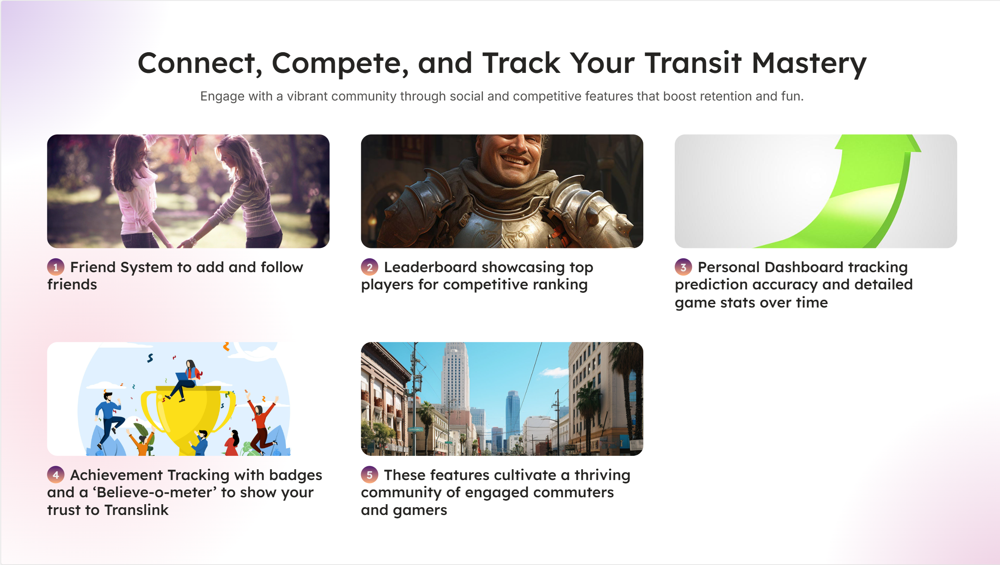 Connect, Compete, and Track Your Transit Mastery
Engage with a vibrant community through social and competitive features that boost retention and fun.
1 Friend System to add and follow
friends
2 Leaderboard showcasing top
players for competitive ranking
3 Personal Dashboard tracking
prediction accuracy and detailed
game stats over time
4 Achievement Tracking with badges
and a ‘Believe-o-meter’ to show your
trust to Translink
5 These features cultivate a thriving
community of engaged commuters
and gamers